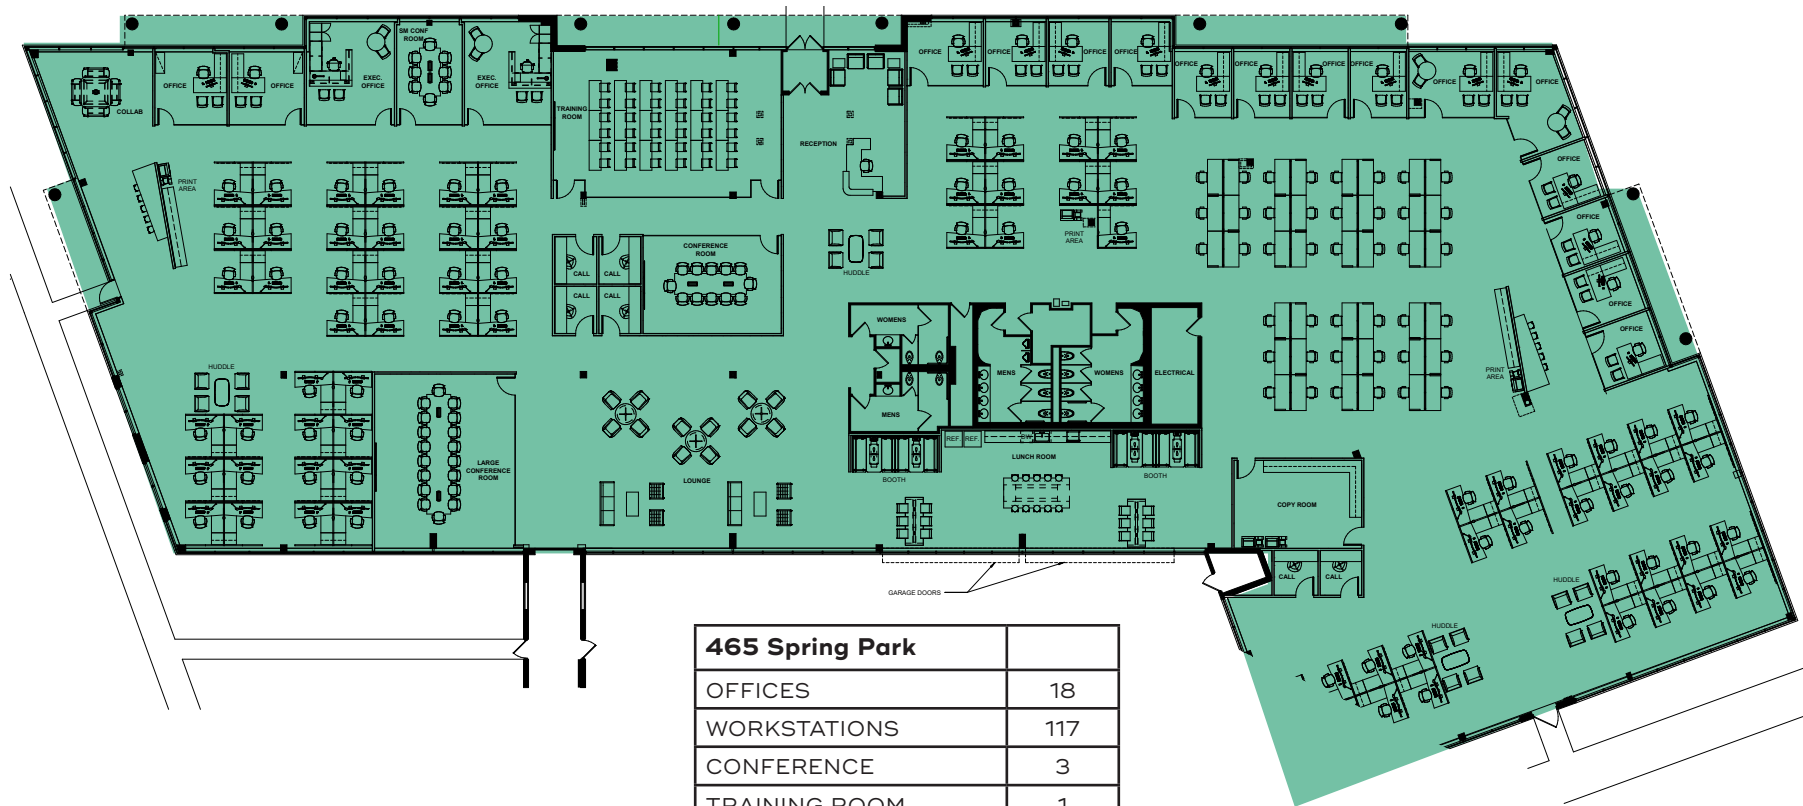 SM CONF
ROOM
OFFICE
OFFICE
EXEC.
OFFICE
EXEC.
OFFICE
COLLAB
TRAINING
ROOM
RECEPTION
OFFICE
OFFICE
OFFICE
OFFICE
OFFICE
OFFICE
OFFICE
OFFICE
OFFICE
OFFICE
PRINT
AREA
OFFICE
OFFICE
OFFICE
OFFICE
PRINT
AREA
CONFERENCE
ROOM
CALL
CALL
CALL
CALL
HUDDLE
WOMENS
MENS
MENS
WOMENS
ELECTRICAL
HUDDLE
PRINT
AREA
LARGE
CONFERENCE
ROOM
LOUNGE
REF.
REF.
DW
LUNCH ROOM
BOOTH
BOOTH
COPY ROOM
CALL
CALL
HUDDLE
HUDDLE
GARAGE DOORS
465 Spring Park
OFFICES 18
WORKSTATIONS 117
CONFERENCE 3
TRAINING ROOM 1